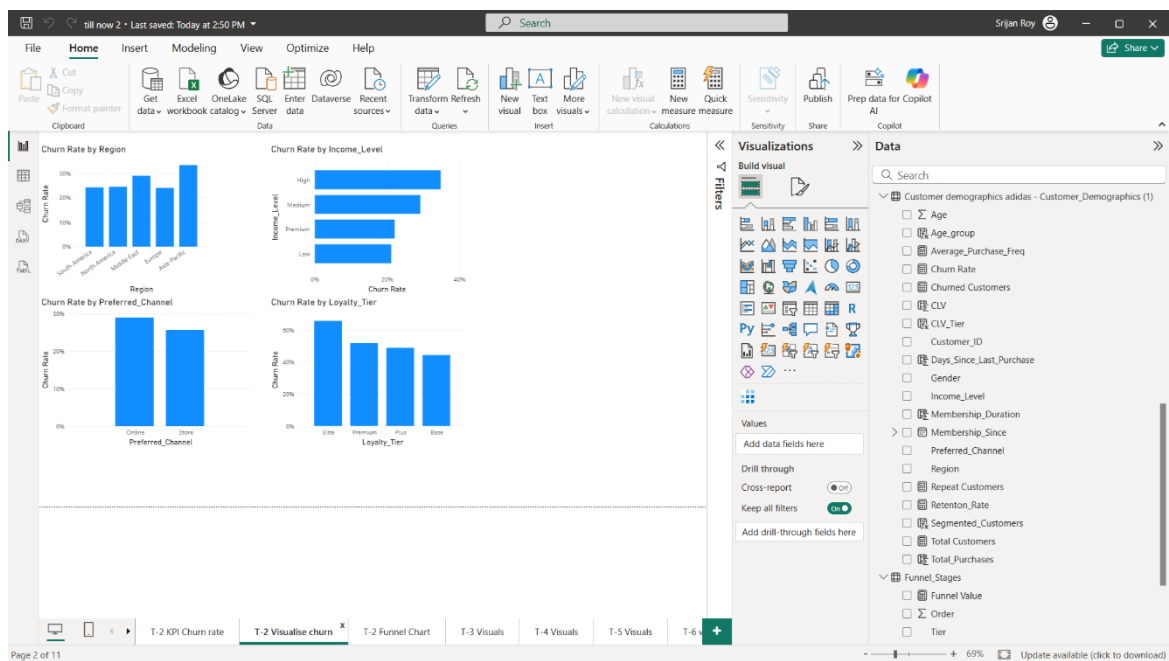 till now 2 • Last saved: Today at 2:50 PM
Search
Srijan Roy
File Home Insert Modeling View Optimize Help
Share
Paste
Cut
Copy
Format painter
Clipboard
Get data
Excel workbook
OneLake catalog
SQL Server
Enter data
Dataverse
Recent sources
Data
Transform data
Refresh
Queries
New visual
Text box
More visuals
Insert
New visual calculation
New measure
Quick measure
Calculations
Sensitivity
Sensitivity
Publish
Share
Prep data for AI
Copilot
Copilot
Churn Rate by Region
30%
20%
10%
0%
Churn Rate
South America
North America
Middle East
Europe
Asia-Pacific
Region
Churn Rate by Income_Level
High
Medium
Premium
Low
Income_Level
0% 20% 40%
Churn Rate
Churn Rate by Preferred_Channel
30%
20%
10%
0%
Churn Rate
Online Store
Preferred_Channel
Churn Rate by Loyalty_Tier
60%
40%
20%
0%
Churn Rate
Elite Premium Plus Base
Loyalty_Tier
Filters
Visualizations
Build visual
123
R
Py
Values
Add data fields here
Drill through
Cross-report
Off
Keep all filters
On
Add drill-through fields here
Data
Search
Customer demographics adidas - Customer_Demographics (1)
Age
Age_group
Average_Purchase_Freq
Churn Rate
Churned Customers
CLV
CLV_Tier
Customer_ID
Days_Since_Last_Purchase
Gender
Income_Level
Membership_Duration
Membership_Since
Preferred_Channel
Region
Repeat Customers
Retenton_Rate
Segmented_Customers
Total Customers
Total_Purchases
Funnel_Stages
Funnel Value
Order
Tier
T-2 KPI Churn rate
T-2 Visualise churn
T-2 Funnel Chart
T-3 Visuals
T-4 Visuals
T-5 Visuals
Page 2 of 11
69%
Update available (click to download)